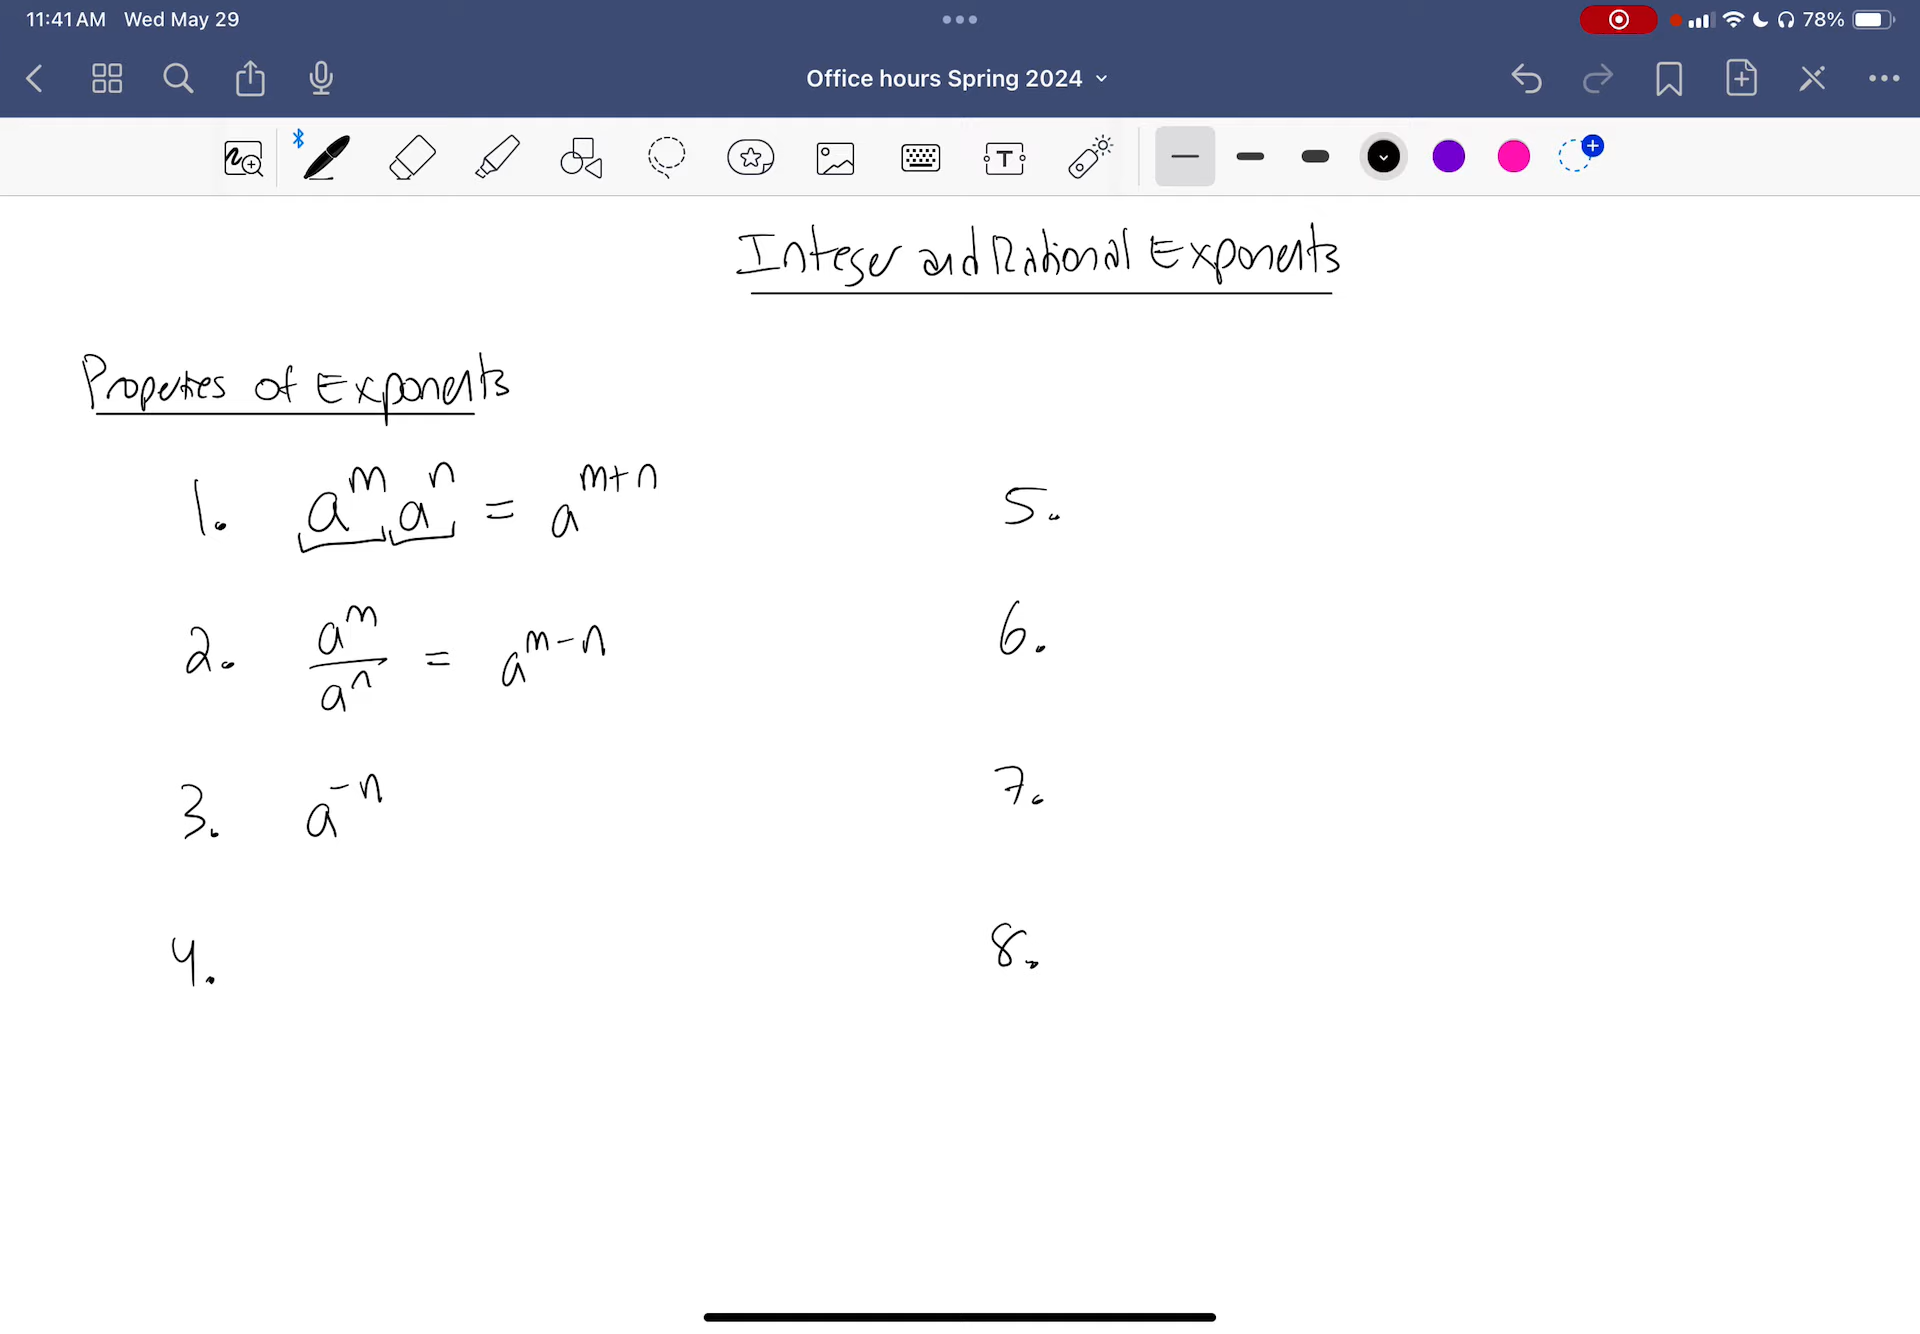 11:41 AM Wed May 29
78%
Office hours Spring 2024
T
Integer and Rational Exponents
Properties of Exponents
1. a^m a^n = a^{m+n}
2. \frac{a^m}{a^n} = a^{m-n}
3. a^{-n}
4.
5.
6.
7.
8.